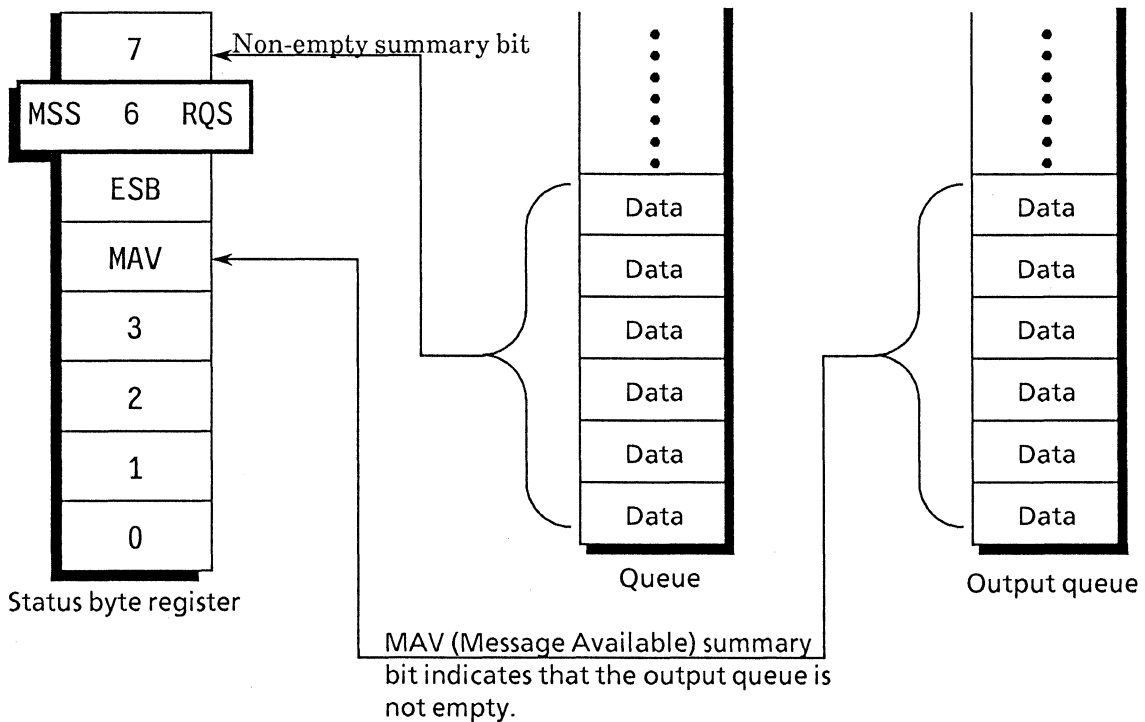 7
Non-empty summary bit
MSS 6 RQS
ESB
MAV
3
2
1
0
Status byte register
Data
Data
Data
Data
Data
Data
Queue
Data
Data
Data
Data
Data
Data
Output queue
MAV (Message Available) summary
bit indicates that the output queue is
not empty.